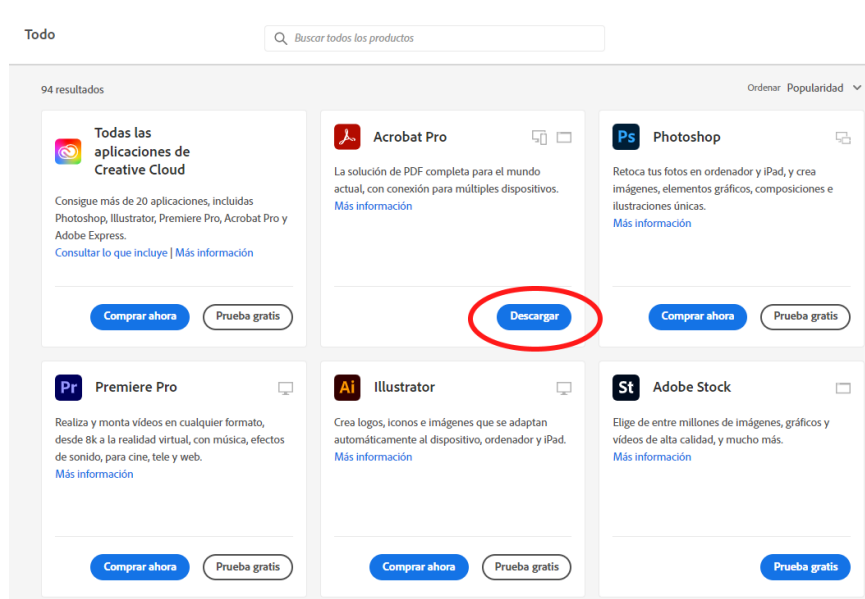 Todo
Buscar todos los productos
94 resultados
Ordenar Popularidad
Todas las
aplicaciones de
Creative Cloud
Consigue más de 20 aplicaciones, incluidas
Photoshop, Illustrator, Premiere Pro, Acrobat Pro y
Adobe Express.
Consultar lo que incluye | Más información
Comprar ahora
Prueba gratis
Acrobat Pro
La solución de PDF completa para el mundo
actual, con conexión para múltiples dispositivos.
Más información
Descargar
Ps
Photoshop
Retoca tus fotos en ordenador y iPad, y crea
imágenes, elementos gráficos, composiciones e
ilustraciones únicas.
Más información
Comprar ahora
Prueba gratis
Pr
Premiere Pro
Realiza y monta vídeos en cualquier formato,
desde 8k a la realidad virtual, con música, efectos
de sonido, para cine, tele y web.
Más información
Comprar ahora
Prueba gratis
Ai
Illustrator
Crea logos, iconos e imágenes que se adaptan
automáticamente al dispositivo, ordenador y iPad.
Más información
Comprar ahora
Prueba gratis
St
Adobe Stock
Elige de entre millones de imágenes, gráficos y
vídeos de alta calidad, y mucho más.
Más información
Prueba gratis